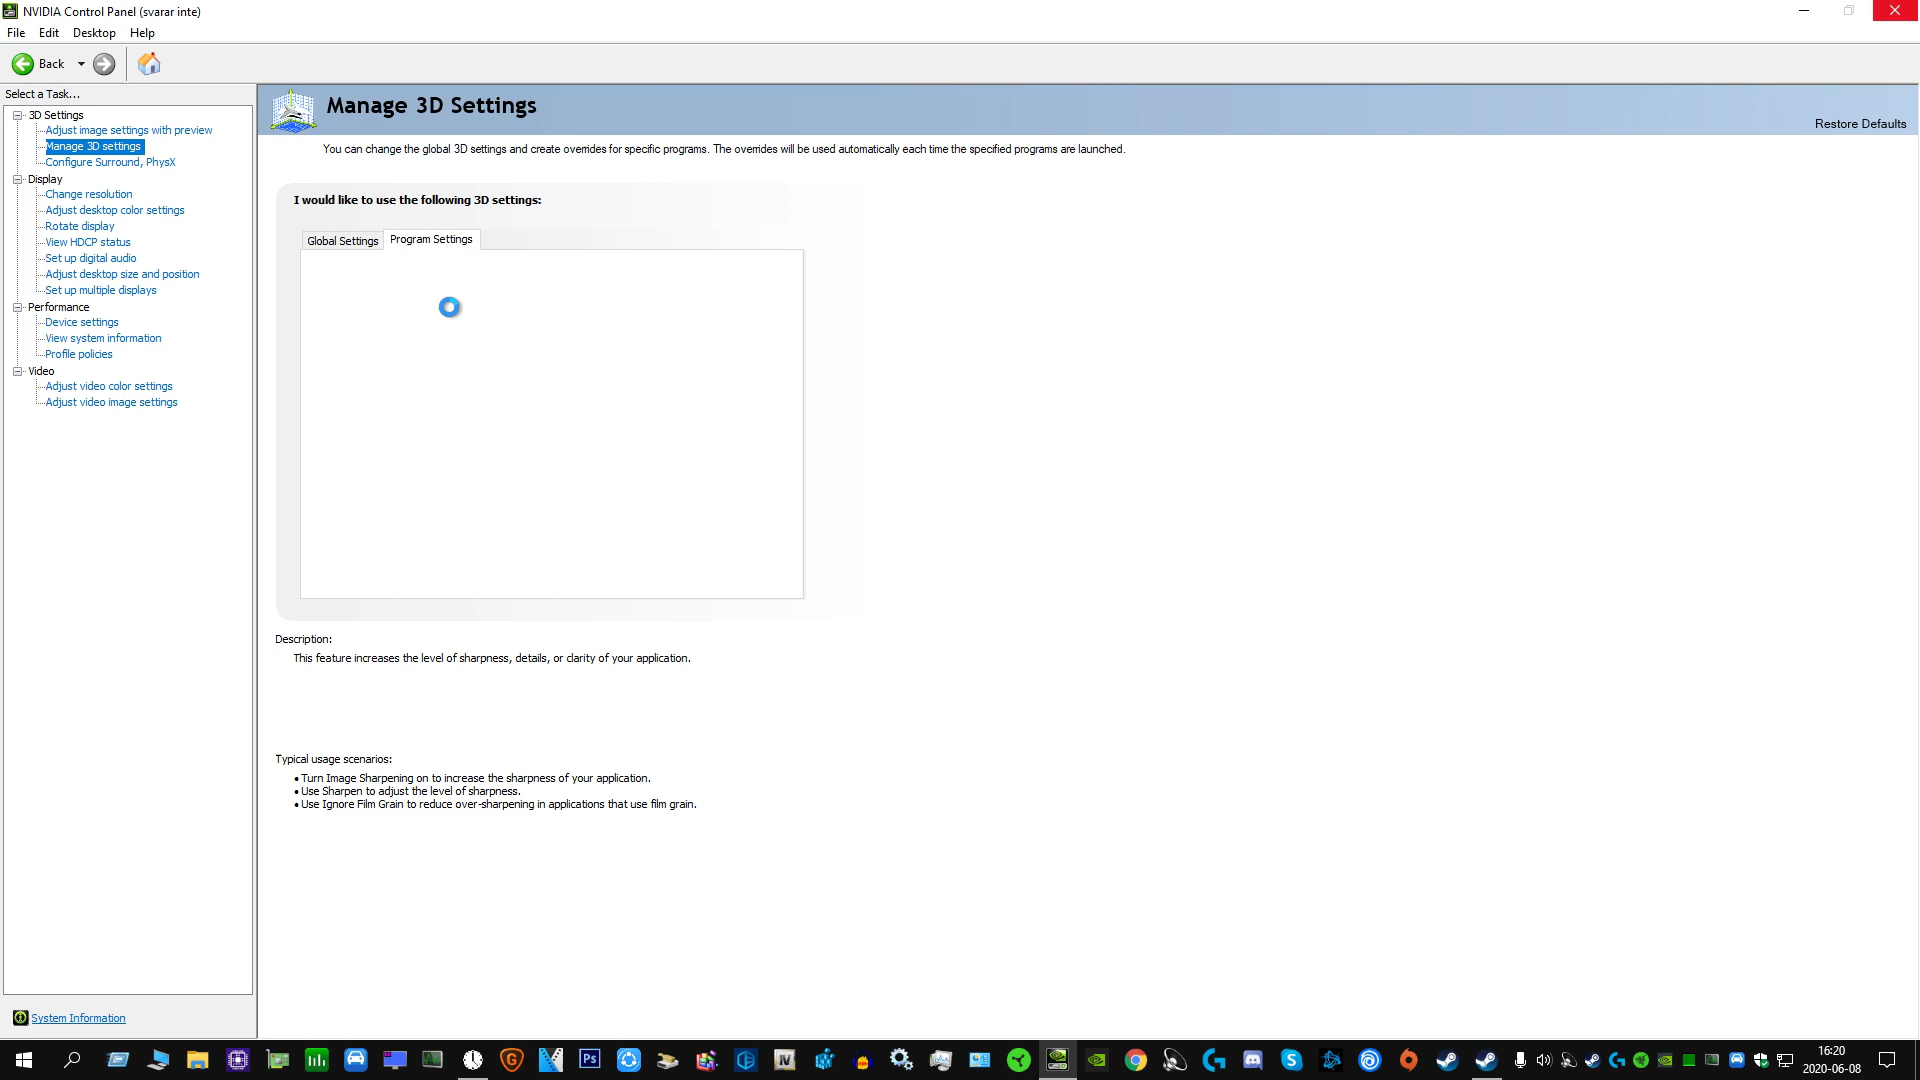 NVIDIA Control Panel (svarar inte)
File Edit Desktop Help
Back
Select a Task...
3D Settings
Adjust image settings with preview
Manage 3D settings
Configure Surround, PhysX
Display
Change resolution
Adjust desktop color settings
Rotate display
View HDCP status
Set up digital audio
Adjust desktop size and position
Set up multiple displays
Performance
Device settings
View system information
Profile policies
Video
Adjust video color settings
Adjust video image settings
System Information
Manage 3D Settings
Restore Defaults
You can change the global 3D settings and create overrides for specific programs. The overrides will be used automatically each time the specified programs are launched.
I would like to use the following 3D settings:
Global Settings Program Settings
Description:
This feature increases the level of sharpness, details, or clarity of your application.
Typical usage scenarios:
• Turn Image Sharpening on to increase the sharpness of your application.
• Use Sharpen to adjust the level of sharpness.
• Use Ignore Film Grain to reduce over-sharpening in applications that use film grain.
Ps
IV
16:20
2020-06-08